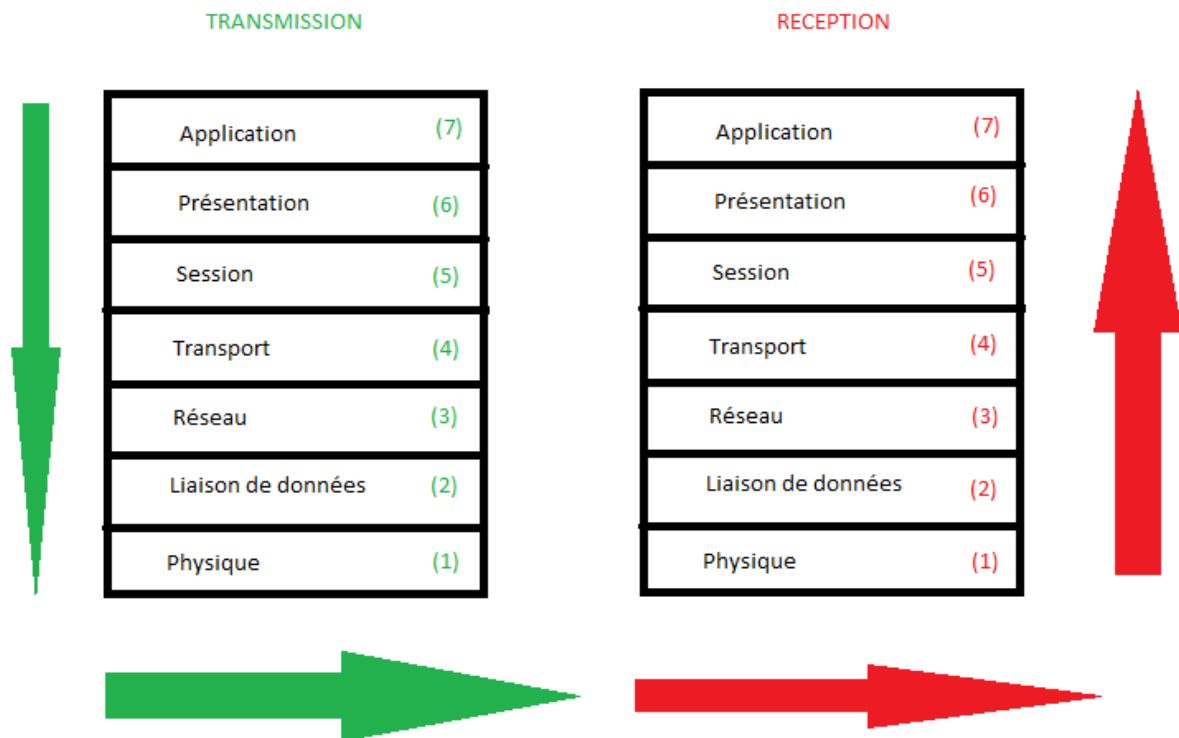 TRANSMISSION
RECEPTION
Application (7)
Présentation (6)
Session (5)
Transport (4)
Réseau (3)
Liaison de données (2)
Physique (1)
Application (7)
Présentation (6)
Session (5)
Transport (4)
Réseau (3)
Liaison de données (2)
Physique (1)